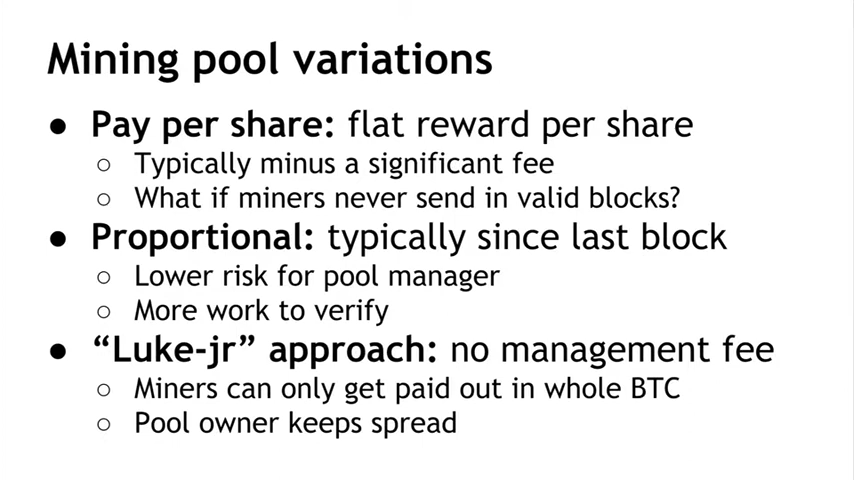 Mining pool variations
● Pay per share: flat reward per share
○ Typically minus a significant fee
○ What if miners never send in valid blocks?
● Proportional: typically since last block
○ Lower risk for pool manager
○ More work to verify
● “Luke-jr” approach: no management fee
○ Miners can only get paid out in whole BTC
○ Pool owner keeps spread